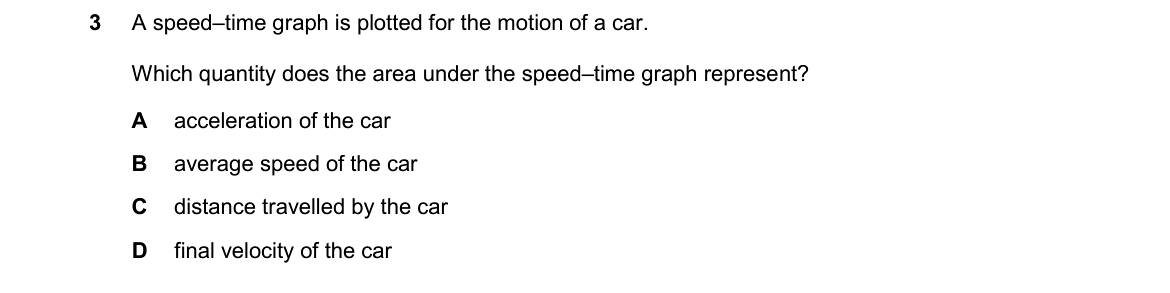 3 A speed–time graph is plotted for the motion of a car.
Which quantity does the area under the speed–time graph represent?
A acceleration of the car
B average speed of the car
C distance travelled by the car
D final velocity of the car